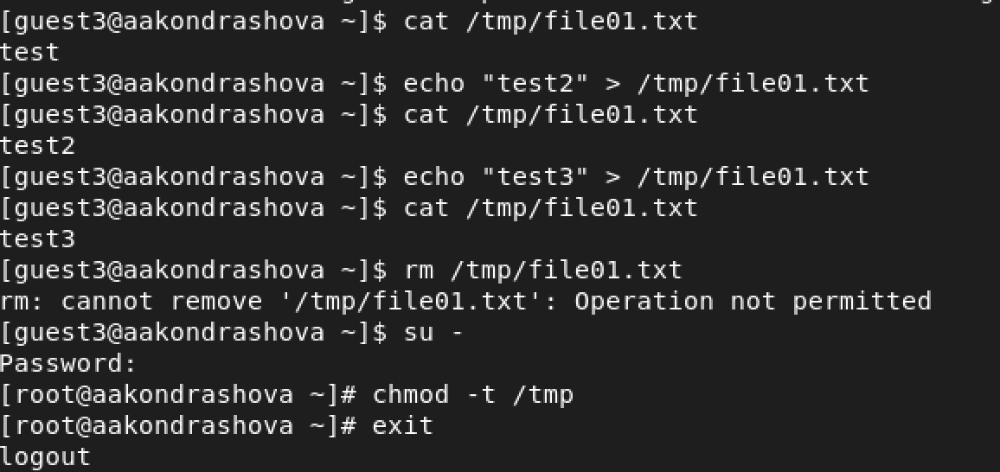 [guest3@aakondrashova ~]$ cat /tmp/file01.txt
test
[guest3@aakondrashova ~]$ echo "test2" > /tmp/file01.txt
[guest3@aakondrashova ~]$ cat /tmp/file01.txt
test2
[guest3@aakondrashova ~]$ echo "test3" > /tmp/file01.txt
[guest3@aakondrashova ~]$ cat /tmp/file01.txt
test3
[guest3@aakondrashova ~]$ rm /tmp/file01.txt
rm: cannot remove '/tmp/file01.txt': Operation not permitted
[guest3@aakondrashova ~]$ su -
Password:
[root@aakondrashova ~]# chmod -t /tmp
[root@aakondrashova ~]# exit
logout